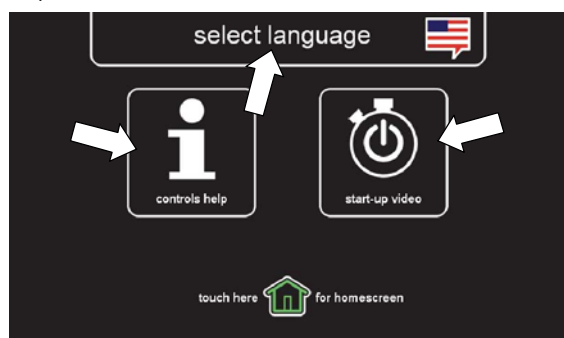 select language
controls help
start-up video
touch here for homescreen